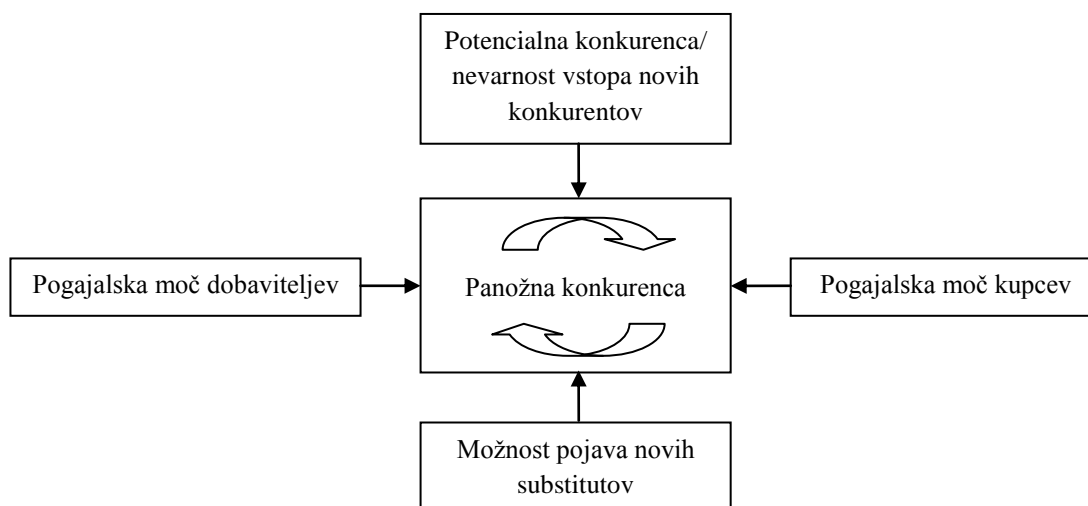 Potencialna konkurenca/
nevarnost vstopa novih
konkurentov
Pogajalska moč dobaviteljev
Panožna konkurenca
Pogajalska moč kupcev
Možnost pojava novih
substitutov